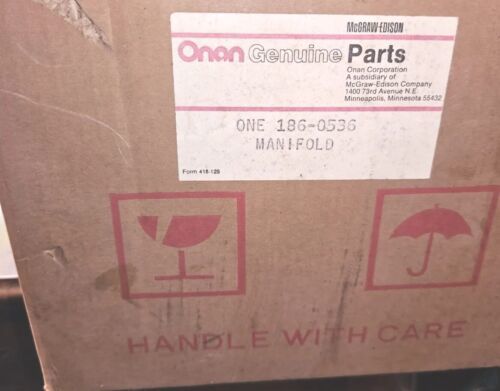 McGRAW-EDISON
Onan Genuine Parts
Onan Corporation
A subsidiary of
McGraw-Edison Company
1400 73rd Avenue N.E.
Minneapolis, Minnesota 55432
ONE 186-0536
MANIFOLD
Form 418-125
HANDLE WITH CARE